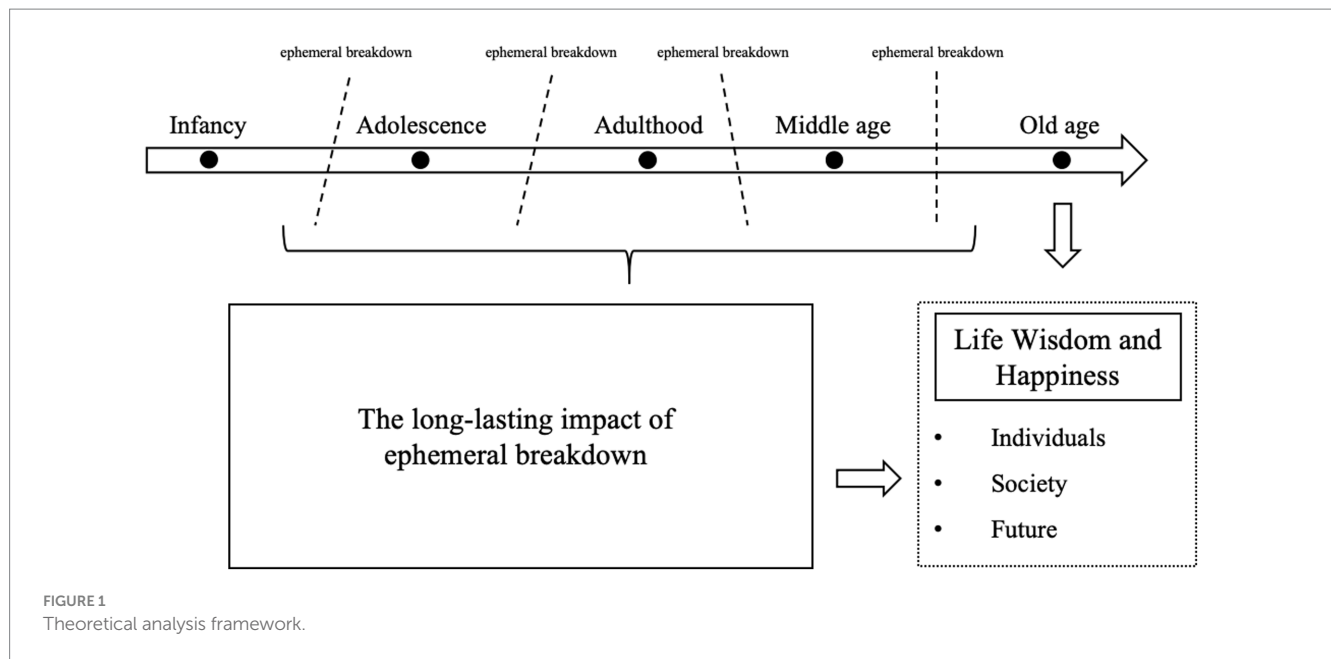 ephemeral breakdown
ephemeral breakdown
ephemeral breakdown
ephemeral breakdown
Infancy
Adolescence
Adulthood
Middle age
Old age
The long-lasting impact of
ephemeral breakdown
Life Wisdom and
Happiness
• Individuals
• Society
• Future
FIGURE 1
Theoretical analysis framework.